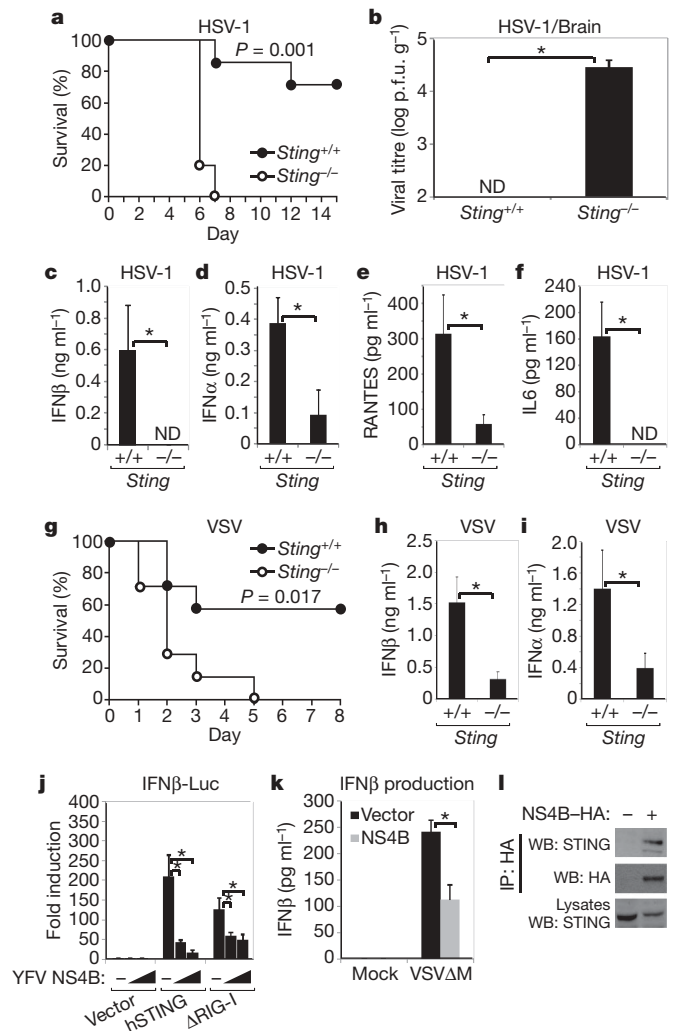 a
HSV-1
P = 0.001
Survival (%)
100
80
60
40
20
0
Sting+/+
Sting–/–
0 2 4 6 8 10 12 14
Day
b
HSV-1/Brain
Viral titre (log p.f.u. g–1)
5
4
3
2
*
ND
Sting+/+ Sting–/–
c
HSV-1
IFNβ (ng ml–1)
1.0
0.8
0.6
0.4
0.2
0
*
ND
+/+ –/–
Sting
d
HSV-1
IFNα (ng ml–1)
0.5
0.4
0.3
0.2
0.1
0
*
+/+ –/–
Sting
e
HSV-1
RANTES (pg ml–1)
400
300
200
100
0
*
+/+ –/–
Sting
f
HSV-1
IL6 (pg ml–1)
240
200
160
120
80
40
0
*
ND
+/+ –/–
Sting
g
VSV
Survival (%)
100
80
60
40
20
0
Sting+/+
Sting–/–
P = 0.017
0 1 2 3 4 5 6 7 8
Day
h
VSV
IFNβ (ng ml–1)
2.5
2.0
1.5
1.0
0.5
0
*
+/+ –/–
Sting
i
VSV
IFNα (ng ml–1)
2.0
1.6
1.2
0.8
0.4
0
*
+/+ –/–
Sting
j
IFNβ-Luc
Fold induction
400
350
300
250
200
150
100
50
0
*
*
*
*
YFV NS4B: – – –
Vector
hSTING
ΔRIG-I
k
IFNβ production
IFNβ (pg ml–1)
300
250
200
150
100
50
0
Vector
NS4B
*
Mock VSVΔM
l
NS4B–HA: – +
IP: HA
WB: STING
WB: HA
Lysates
WB: STING